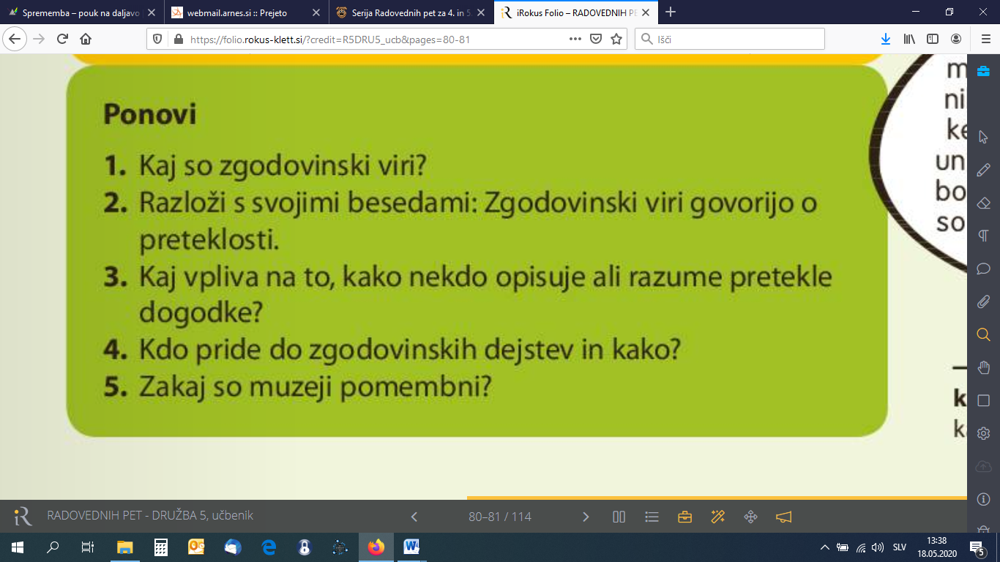 Sprememba – pouk na daljavo
webmail.arnes.si :: Prejeto
Serija Radovednih pet za 4. in 5.
iRokus Folio – RADOVEDNIH PE
https://folio.rokus-klett.si/?credit=R5DRU5_ucb&pages=80-81
Išči
Ponovi
1. Kaj so zgodovinski viri?
2. Razloži s svojimi besedami: Zgodovinski viri govorijo o
preteklosti.
3. Kaj vpliva na to, kako nekdo opisuje ali razume pretekle
dogodke?
4. Kdo pride do zgodovinskih dejstev in kako?
5. Zakaj so muzeji pomembni?
m
ni
ke
un
bo
so
k
ka
iR
RADOVEDNIH PET - DRUŽBA 5, učbenik
80–81 / 114
SLV
13:38
18.05.2020
5